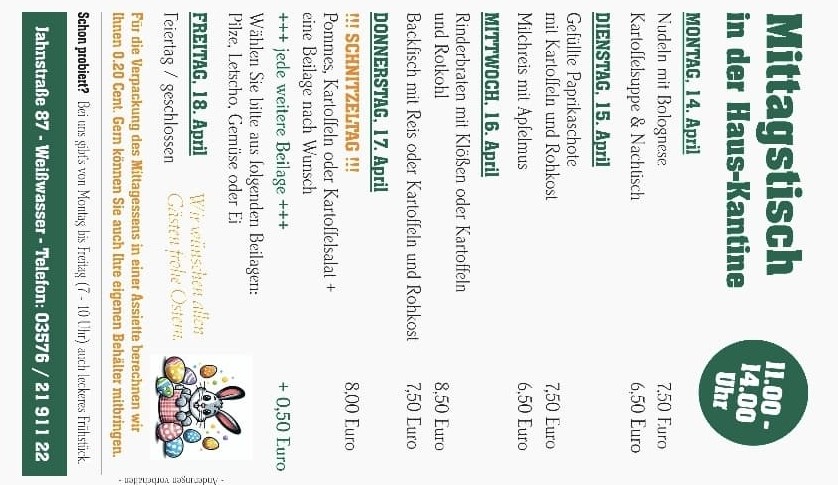 Mittagstisch
in der Haus-Kantine
11.00 -
14.00
Uhr
MONTAG, 14. April
Nudeln mit Bolognese 7,50 Euro
Kartoffelsuppe & Nachtisch 6,50 Euro
DIENSTAG, 15. April
Gefüllte Paprikaschote
mit Kartoffeln und Rohkost 7,50 Euro
Milchreis mit Apfelmus 6,50 Euro
MITTWOCH, 16. April
Rinderbraten mit Klößen oder Kartoffeln
und Rotkohl 8,50 Euro
Backfisch mit Reis oder Kartoffeln und Rohkost 7,50 Euro
DONNERSTAG, 17. April
!!! SCHNITZELTAG !!! 8,00 Euro
Pommes, Kartoffeln oder Kartoffelsalat +
eine Beilage nach Wunsch
+++ jede weitere Beilage +++ + 0,50 Euro
Wählen Sie bitte aus folgenden Beilagen:
Pilze, Letscho, Gemüse oder Ei
FREITAG, 18. April
Feiertag / geschlossen
Wir wünschen allen
Gästen frohe Ostern.
Für die Verpackung des Mittagessens in einer Assiette berechnen wir
Ihnen 0,20 Cent. Gern können Sie auch Ihre eigenen Behälter mitbringen.
Schon probiert? Bei uns gibt's von Montag bis Freitag (7 - 10 Uhr) auch leckeres Frühstück.
Jahnstraße 87 - Weißwasser - Telefon: 03576 / 21 911 22
- Änderungen vorbehalten -